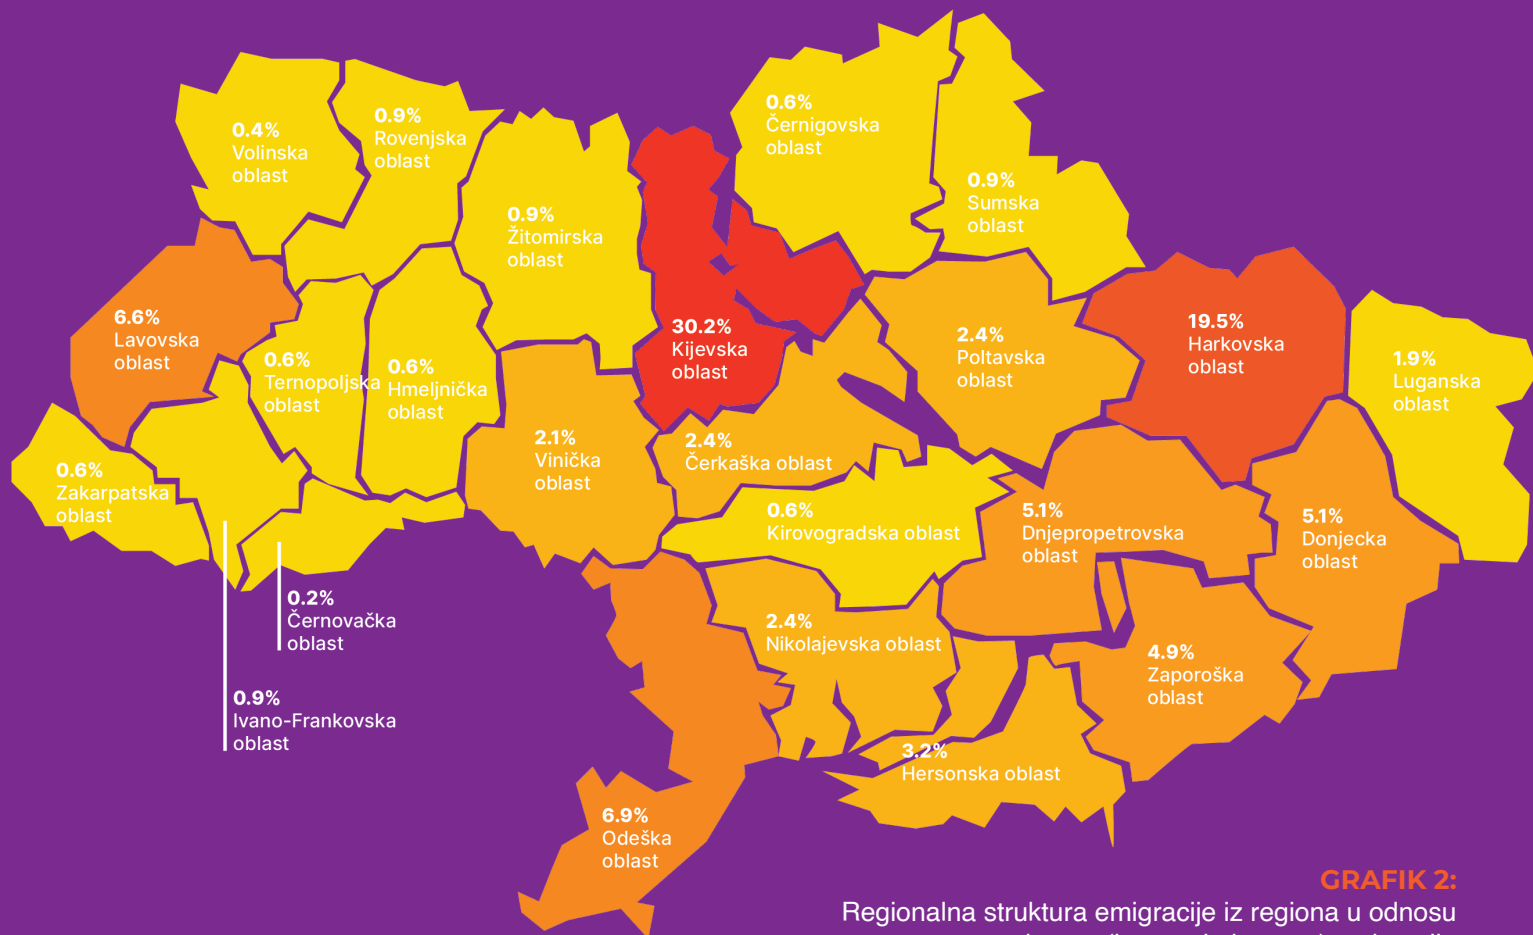 0.4%
Volinska
oblast
0.9%
Rovenjska
oblast
0.9%
Žitomirska
oblast
0.6%
Černigovska
oblast
0.9%
Sumska
oblast
6.6%
Lavovska
oblast
0.6%
Ternopoljska
oblast
0.6%
Hmeljnička
oblast
30.2%
Kijevska
oblast
2.4%
Poltavska
oblast
19.5%
Harkovska
oblast
1.9%
Luganska
oblast
0.6%
Zakarpatska
oblast
2.1%
Vinička
oblast
2.4%
Čerkaška oblast
0.6%
Kirovogradska oblast
5.1%
Dnjepropetrovska
oblast
5.1%
Donjecka
oblast
0.2%
Černovačka
oblast
0.9%
Ivano-Frankovska
oblast
2.4%
Nikolajevska oblast
4.9%
Zaporoška
oblast
3.2%
Hersonska oblast
6.9%
Odeška
oblast
GRAFIK 2:
Regionalna struktura emigracije iz regiona u odnosu